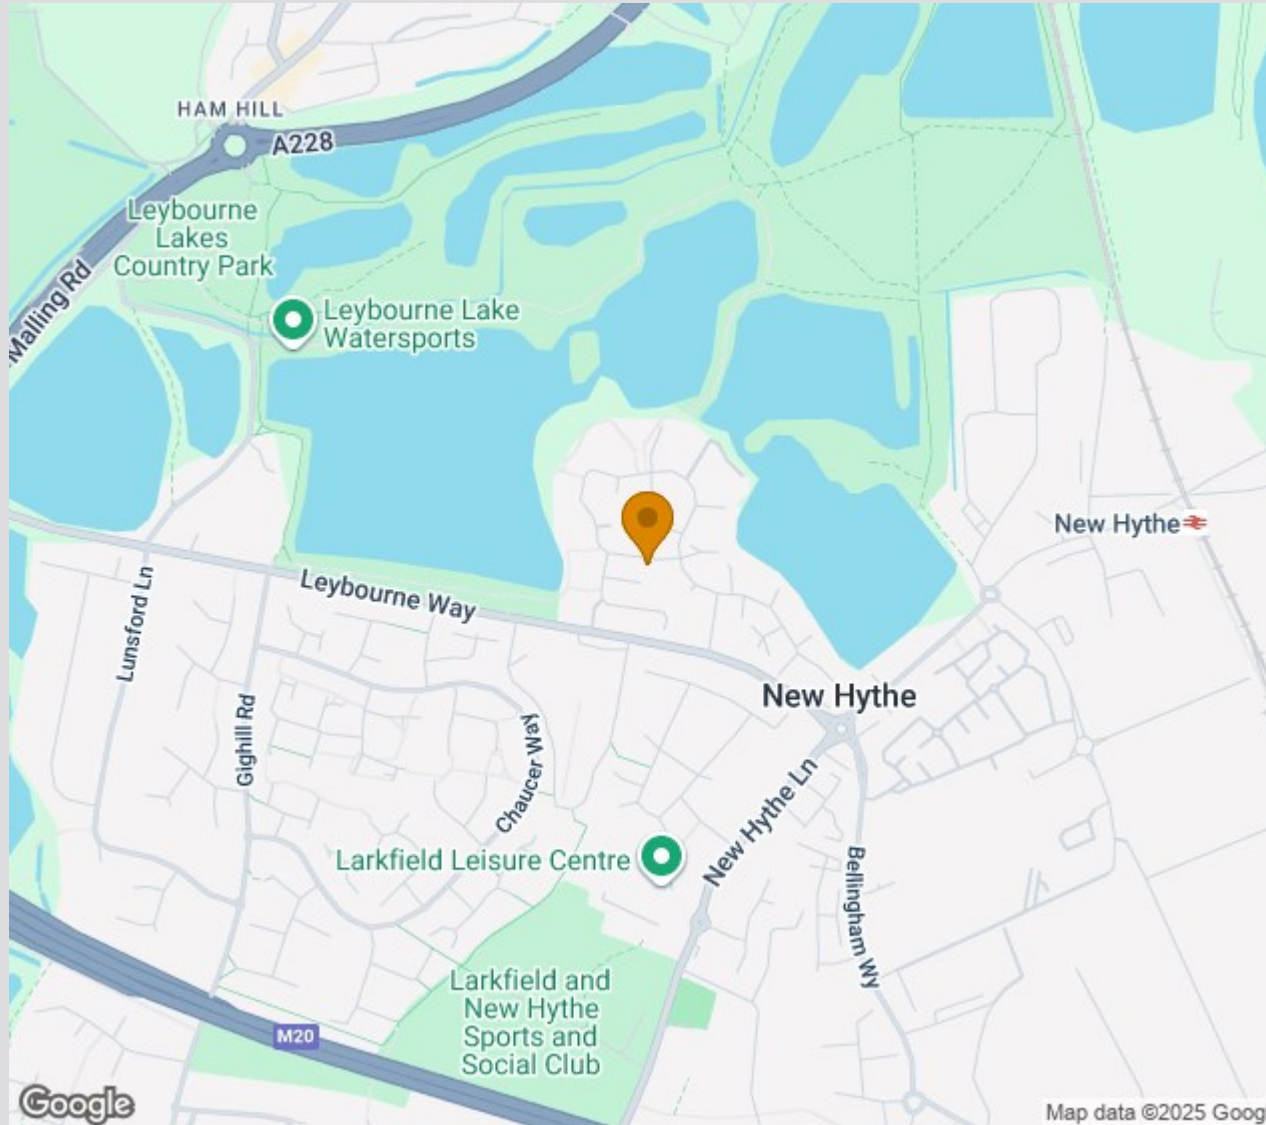 HAM HILL
A228
Leybourne
Lakes
Country Park
Malling Rd
Leybourne Lake
Watersports
New Hythe
Leybourne Way
Lunsford Ln
Gighill Rd
Chaucer Way
New Hythe
New Hythe Ln
Larkfield Leisure Centre
Bellingham Wy
Larkfield and
New Hythe
Sports and
Social Club
M20
Google
Map data ©2025 Goog